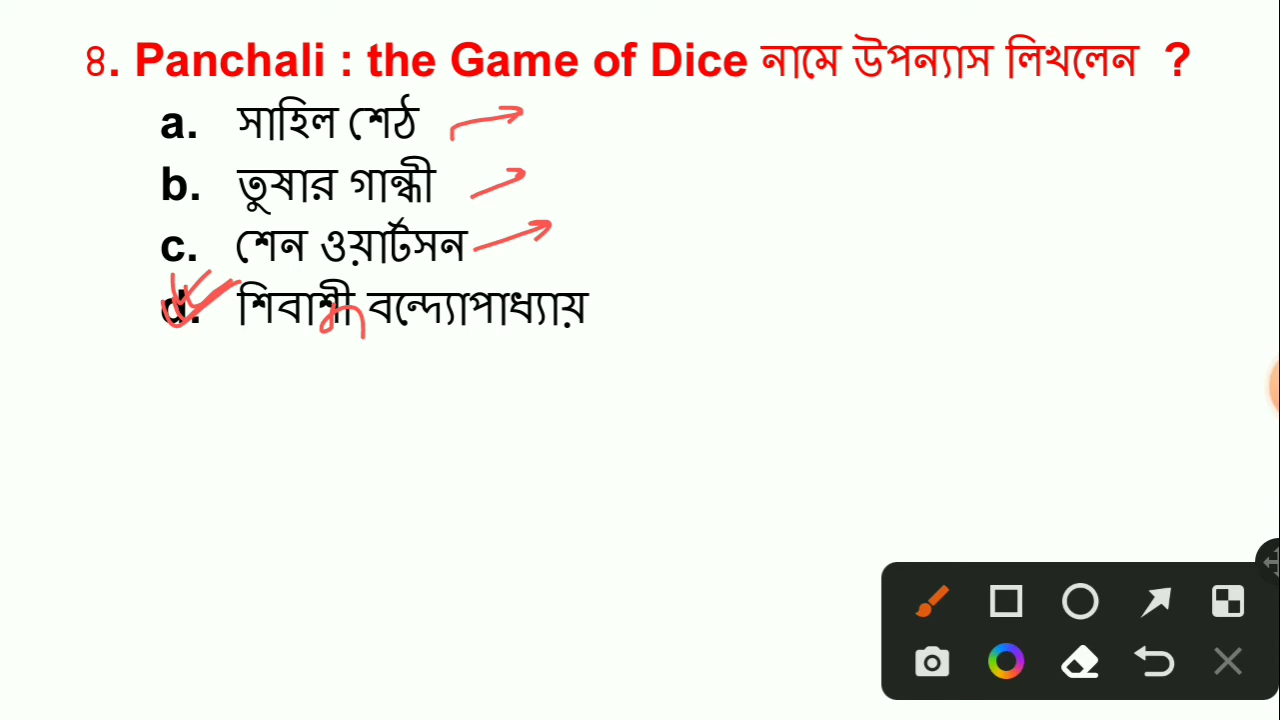 ৪. Panchali : the Game of Dice নামে উপন্যাস লিখলেন ?
a. সাহিল শেঠ
b. তুষার গান্ধী
c. শেন ওয়ার্টসন
d. শিবাশী বন্দ্যোপাধ্যায়